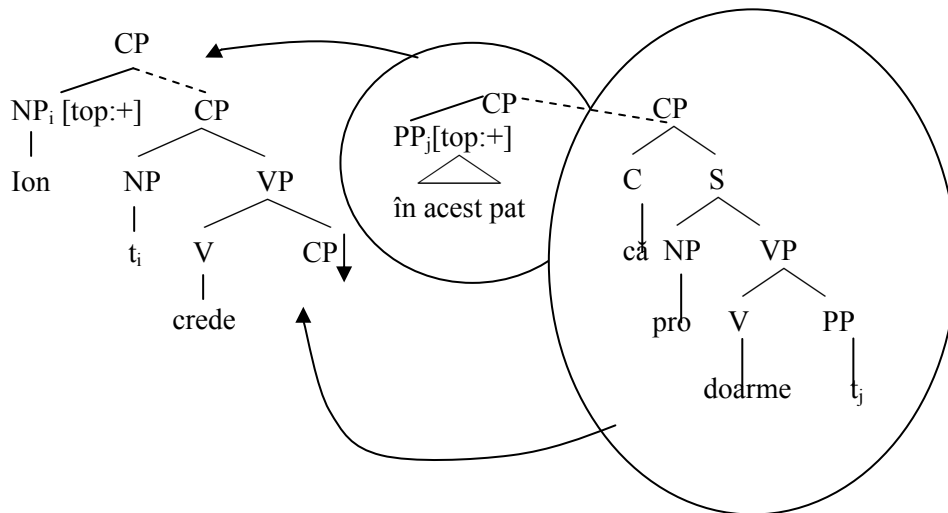 CP
NPi [top:+] CP
Ion NP VP
ti V CP
crede
CP
PPj[top:+]
în acest pat
CP
C S
că NP VP
pro V PP
doarme tj